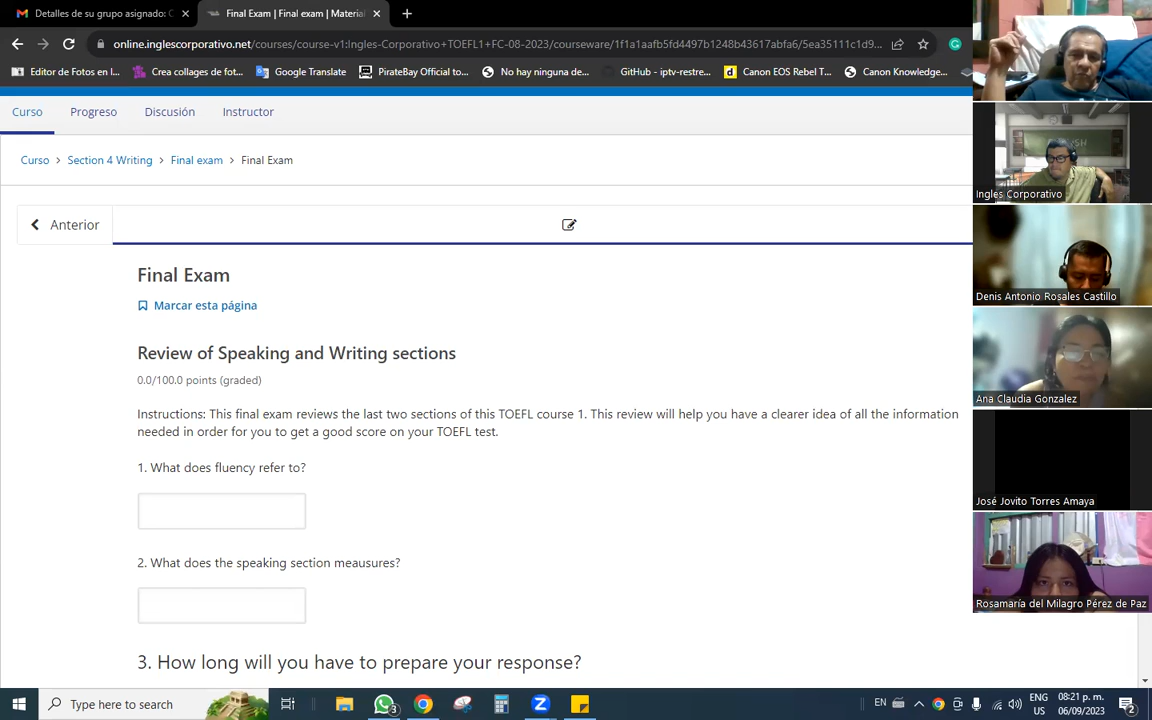 Detalles de su grupo asignado: C
Final Exam | Final exam | Material
online.inglescorporativo.net/courses/course-v1:Ingles-Corporativo+TOEFL1+FC-08-2023/courseware/1f1a1aafb5fd4497b1248b43617abfa6/5ea35111c1d9...
Editor de Fotos en l... Crea collages de fot... Google Translate PirateBay Official to... No hay ninguna de... GitHub - iptv-restre... Canon EOS Rebel T... Canon Knowledge...
Curso Progreso Discusión Instructor
Curso > Section 4 Writing > Final exam > Final Exam
Anterior
Final Exam
Marcar esta página
Review of Speaking and Writing sections
0.0/100.0 points (graded)
Instructions: This final exam reviews the last two sections of this TOEFL course 1. This review will help you have a clearer idea of all the information
needed in order for you to get a good score on your TOEFL test.
1. What does fluency refer to?
2. What does the speaking section meausures?
3. How long will you have to prepare your response?
Ingles Corporativo
Denis Antonio Rosales Castillo
Ana Claudia Gonzalez
José Jovito Torres Amaya
Rosamaría del Milagro Pérez de Paz
Type here to search
3
EN
ENG
US
08:21 p. m.
06/09/2023
2